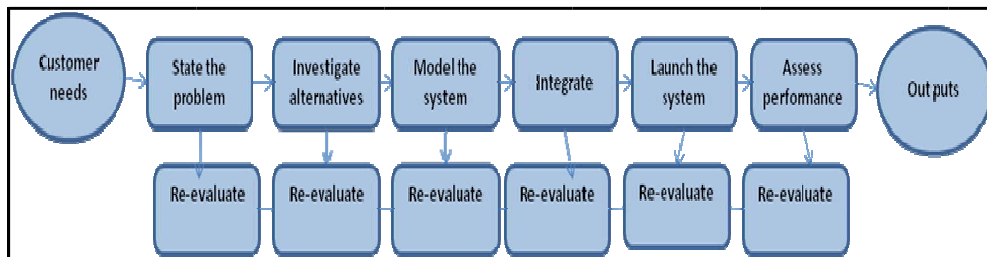 Customer
needs
State the
problem
Investigate
alternatives
Model the
system
Integrate
Launch the
system
Assess
performance
Out puts
Re-evaluate
Re-evaluate
Re-evaluate
Re-evaluate
Re-evaluate
Re-evaluate